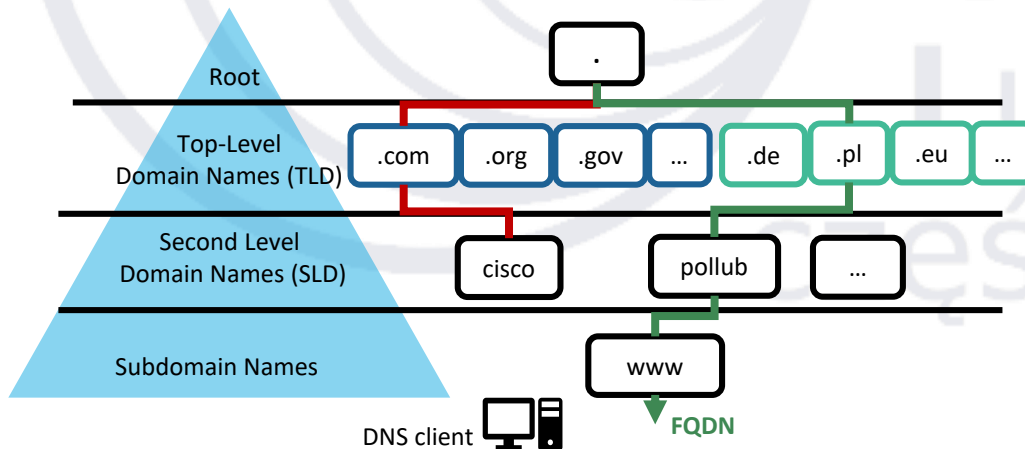 .
Root
Top-Level
Domain Names (TLD)
.com
.org
.gov
...
.de
.pl
.eu
...
Second Level
Domain Names (SLD)
cisco
pollub
...
Subdomain Names
www
FQDN
DNS client